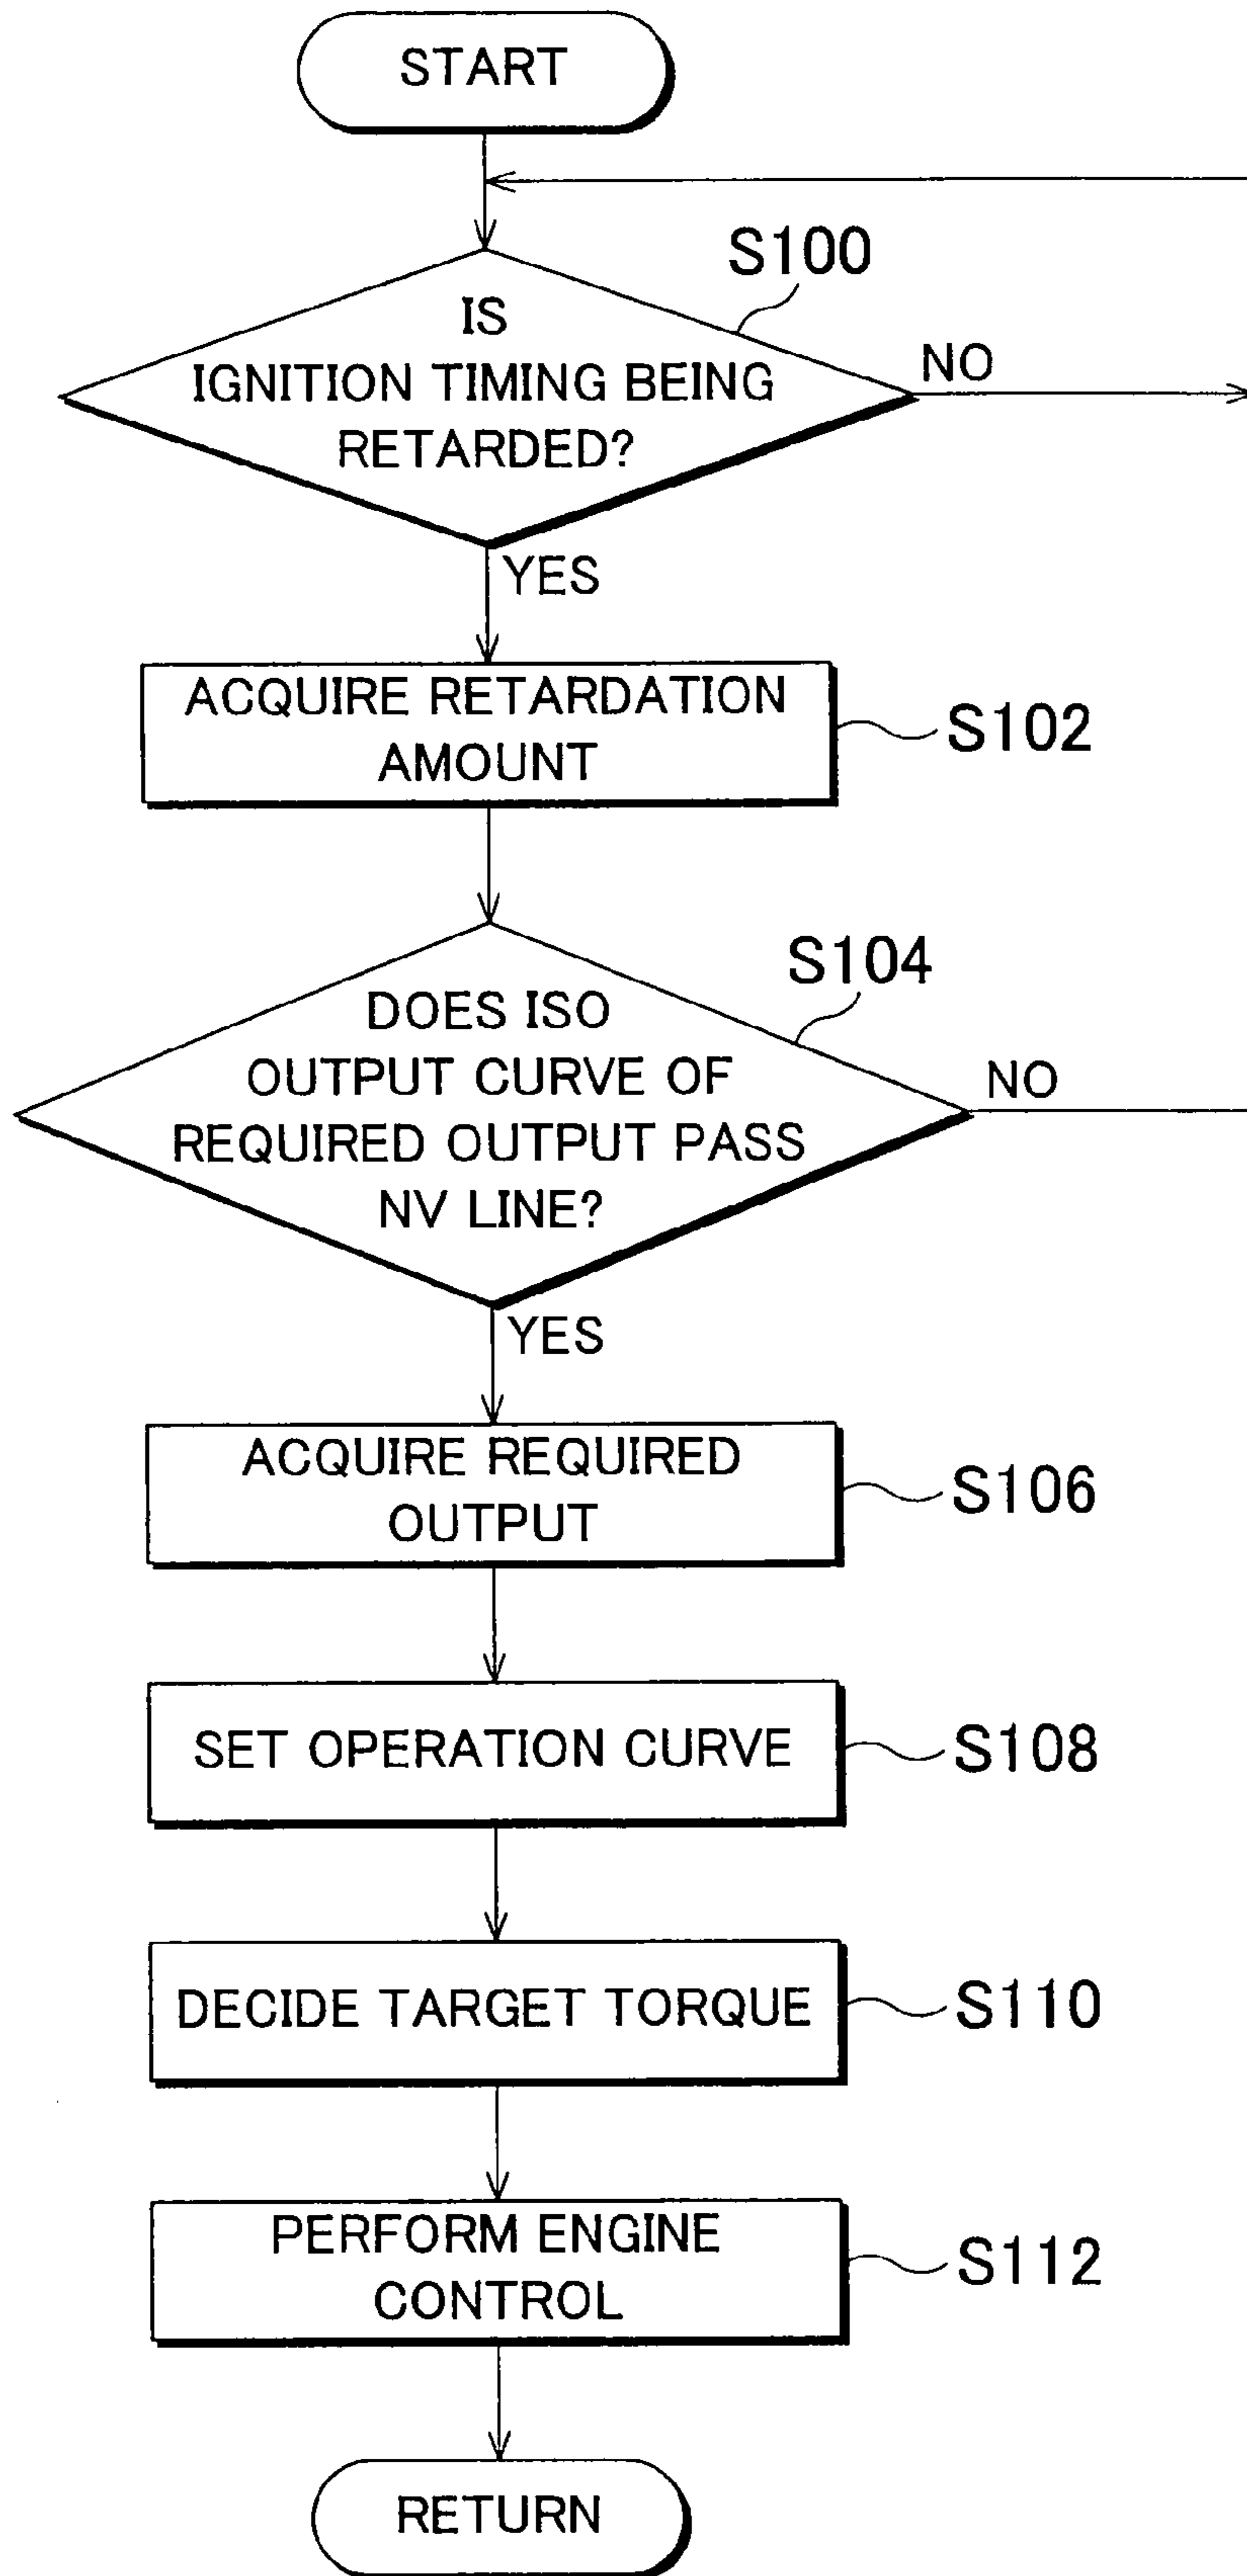 START
S100
IS
IGNITION TIMING BEING
RETARDED?
NO
YES
ACQUIRE RETARDATION
AMOUNT
S102
S104
DOES ISO
OUTPUT CURVE OF
REQUIRED OUTPUT PASS
NV LINE?
NO
YES
ACQUIRE REQUIRED
OUTPUT
S106
SET OPERATION CURVE
S108
DECIDE TARGET TORQUE
S110
PERFORM ENGINE
CONTROL
S112
RETURN